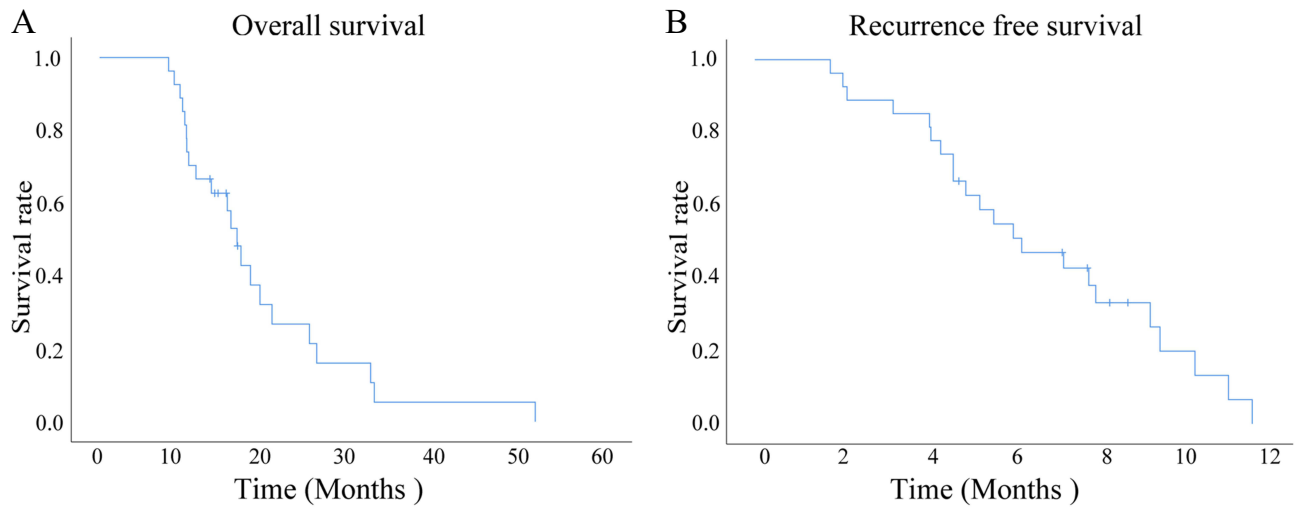 A
Overall survival
Survival rate
1.0
0.8
0.6
0.4
0.2
0.0
0 10 20 30 40 50 60
Time (Months )
B
Recurrence free survival
Survival rate
1.0
0.8
0.6
0.4
0.2
0.0
0 2 4 6 8 10 12
Time (Months )